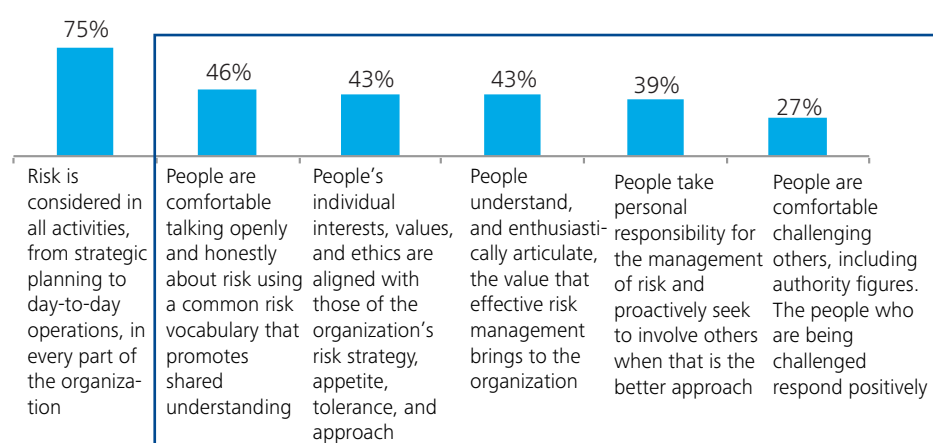 75%
46%
43%
43%
39%
27%
Risk is
considered in
all activities,
from strategic
planning to
day-to-day
operations, in
every part of
the organiza-
tion
People are
comfortable
talking openly
and honestly
about risk using
a common risk
vocabulary that
promotes
shared
understanding
People’s
individual
interests, values,
and ethics are
aligned with
those of the
organization’s
risk strategy,
appetite,
tolerance, and
approach
People
understand,
and enthusiasti-
cally articulate,
the value that
effective risk
management
brings to the
organization
People take
personal
responsibility for
the management
of risk and
proactively seek
to involve others
when that is the
better approach
People are
comfortable
challenging
others, including
authority figures.
The people who
are being
challenged
respond positively